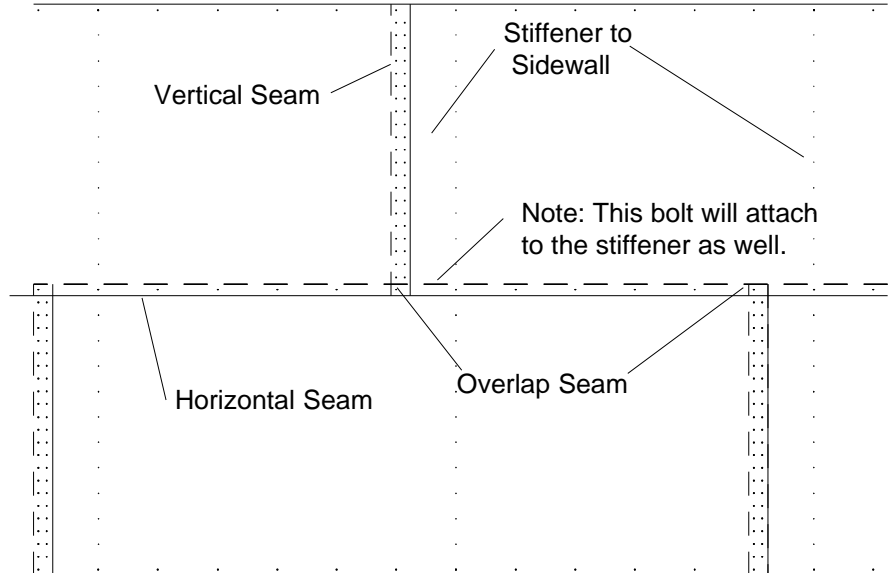 Stiffener to
Sidewall
Vertical Seam
Note: This bolt will attach
to the stiffener as well.
Overlap Seam
Horizontal Seam